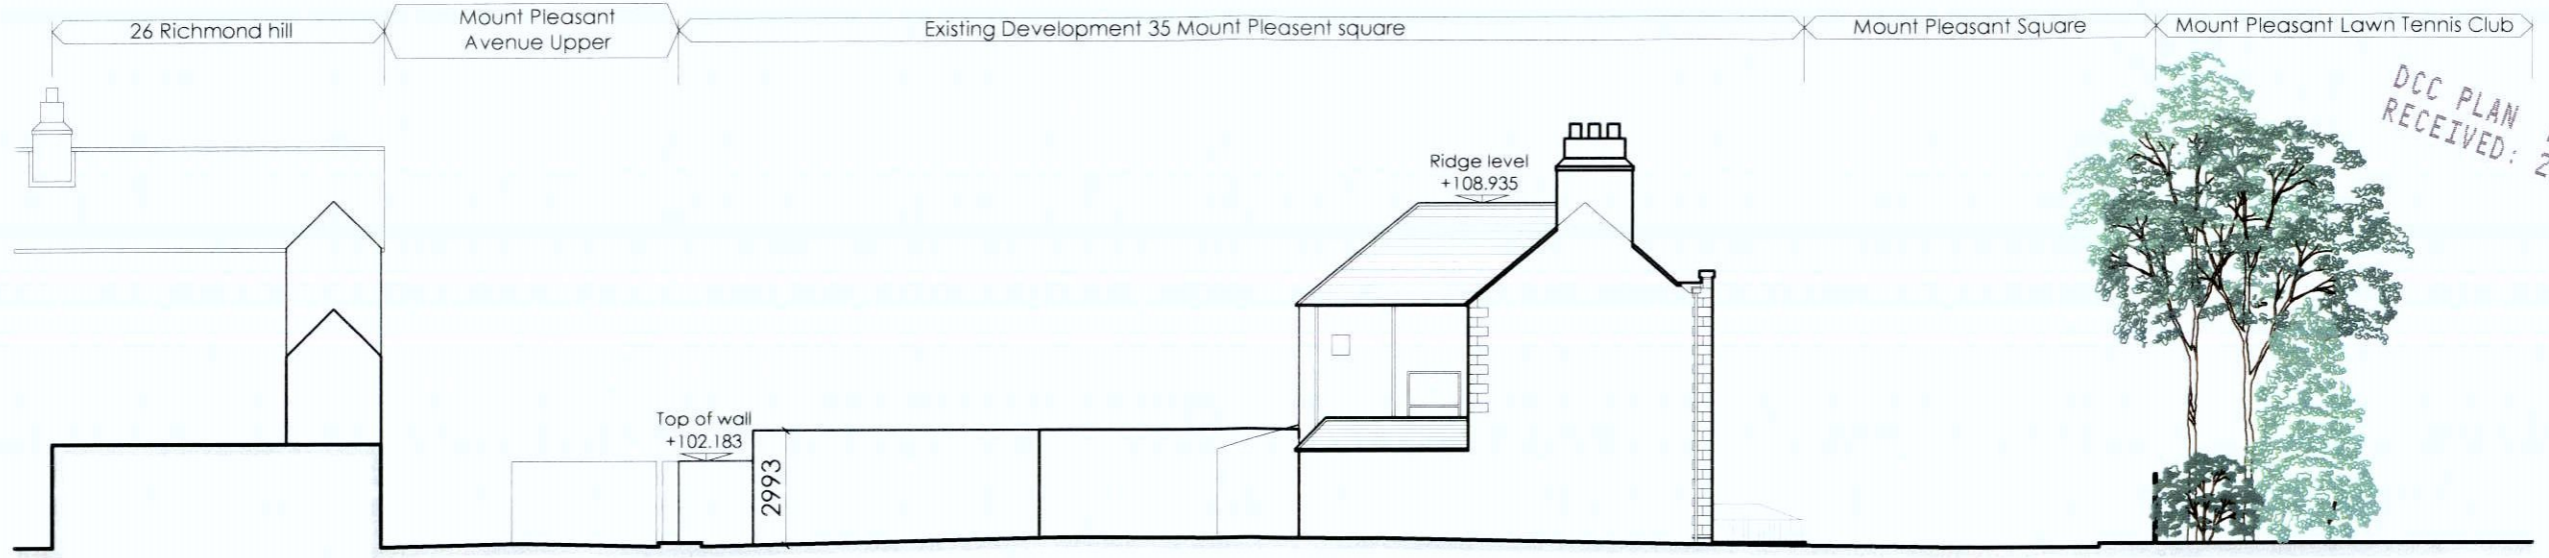 26 Richmond hill
Mount Pleasant
Avenue Upper
Existing Development 35 Mount Pleasent square
Mount Pleasant Square
Mount Pleasant Lawn Tennis Club
DCC PLAN
RECEIVED: 2
Ridge level
+108.935
Top of wall
+102.183
2993